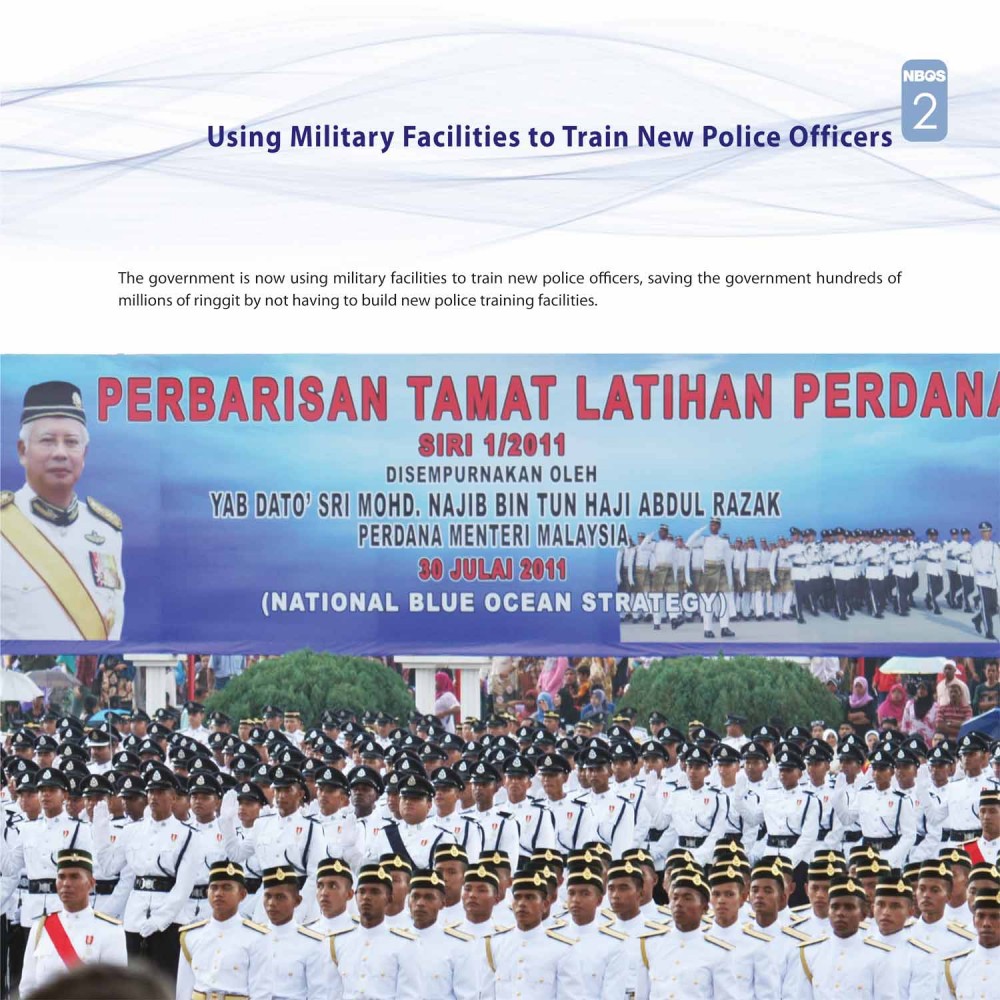 NBOS
2
Using Military Facilities to Train New Police Officers
The government is now using military facilities to train new police officers, saving the government hundreds of
millions of ringgit by not having to build new police training facilities.
PERBARISAN TAMAT LATIHAN PERDANA
SIRI 1/2011
DISEMPURNAKAN OLEH
YAB DATO' SRI MOHD. NAJIB BIN TUN HAJI ABDUL RAZAK
PERDANA MENTERI MALAYSIA
30 JULAI 2011
(NATIONAL BLUE OCEAN STRATEGY)